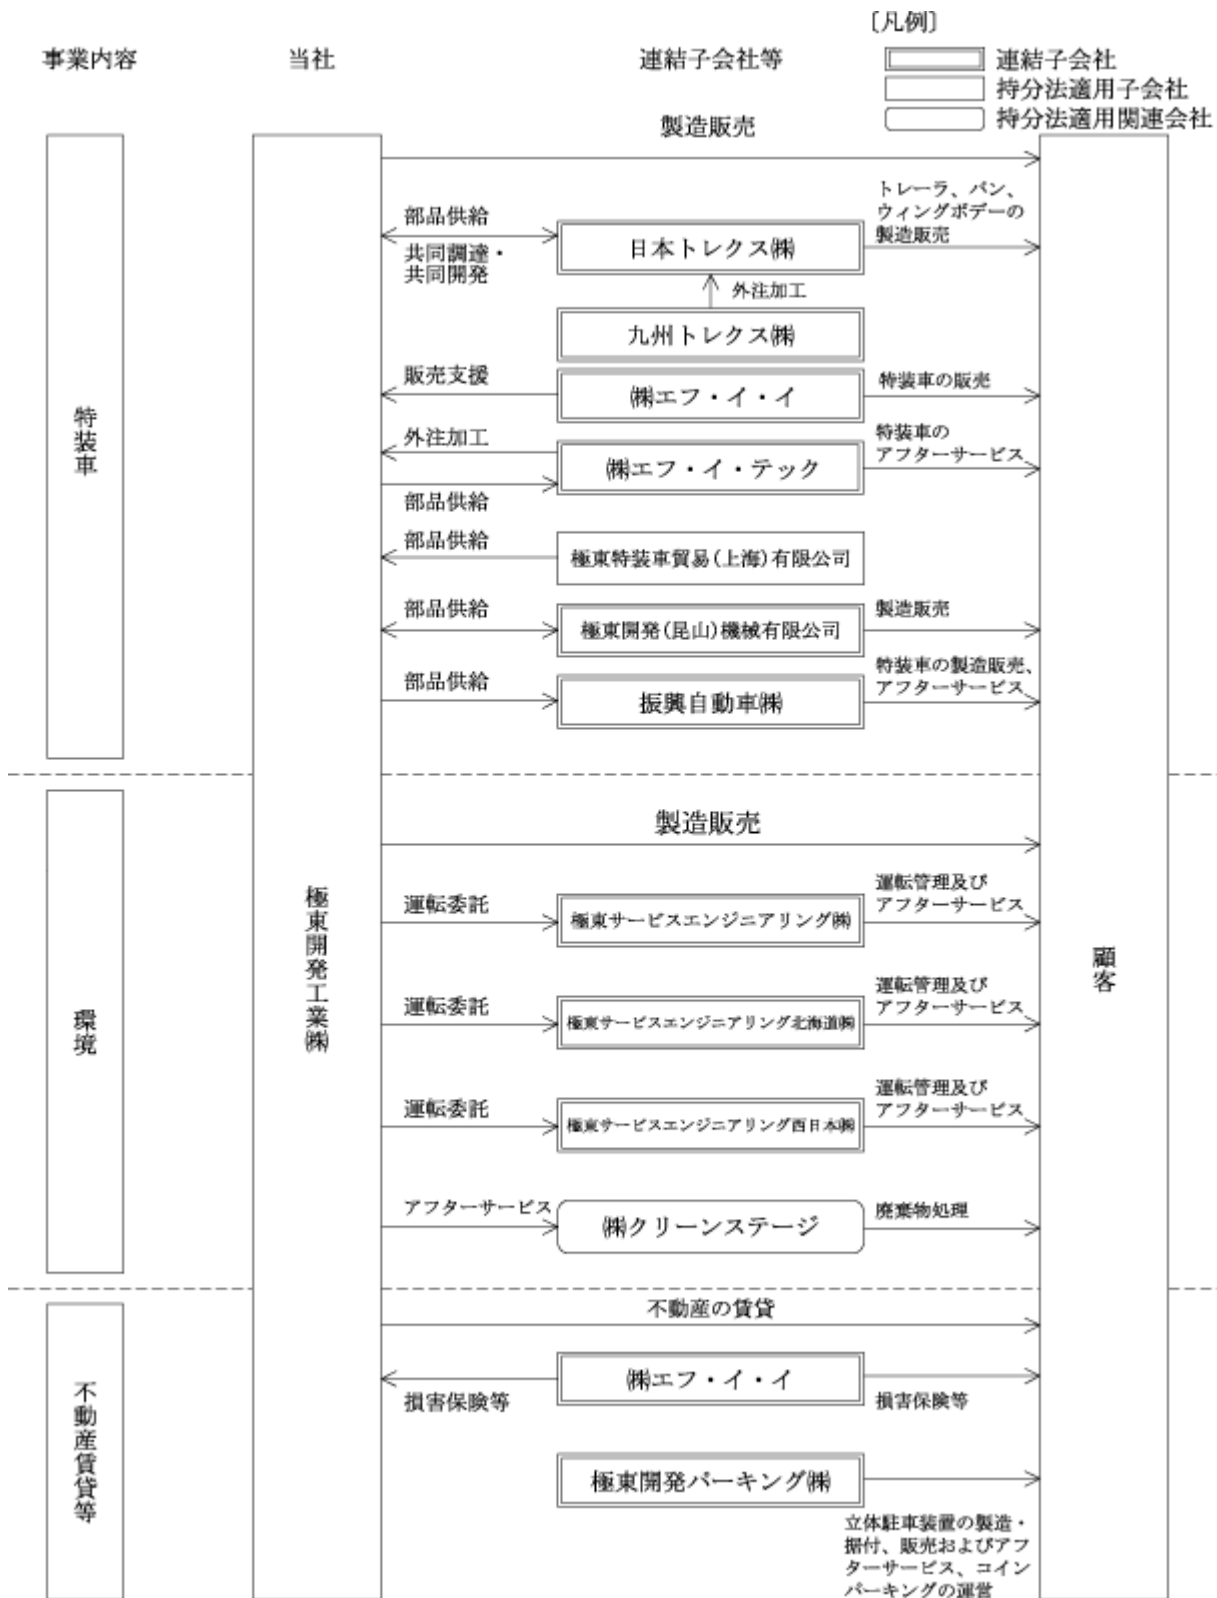 〔凡例〕
事業内容
当社
連結子会社等
連結子会社
持分法適用子会社
持分法適用関連会社
特装車
極東開発工業㈱
顧客
製造販売
部品供給
共同調達・
共同開発
日本トレクス㈱
トレーラ、バン、
ウィングボデーの
製造販売
外注加工
九州トレクス㈱
販売支援
㈱エフ・イ・イ
特装車の販売
外注加工
部品供給
㈱エフ・イ・テック
特装車の
アフターサービス
部品供給
極東特装車貿易(上海)有限公司
部品供給
極東開発(昆山)機械有限公司
製造販売
部品供給
振興自動車㈱
特装車の製造販売、
アフターサービス
環境
製造販売
運転委託
極東サービスエンジニアリング㈱
運転管理及び
アフターサービス
運転委託
極東サービスエンジニアリング北海道㈱
運転管理及び
アフターサービス
運転委託
極東サービスエンジニアリング西日本㈱
運転管理及び
アフターサービス
アフターサービス
㈱クリーンステージ
廃棄物処理
不動産賃貸等
不動産の賃貸
損害保険等
㈱エフ・イ・イ
損害保険等
極東開発パーキング㈱
立体駐車装置の製造・
据付、販売およびアフ
ターサービス、コイン
パーキングの運営